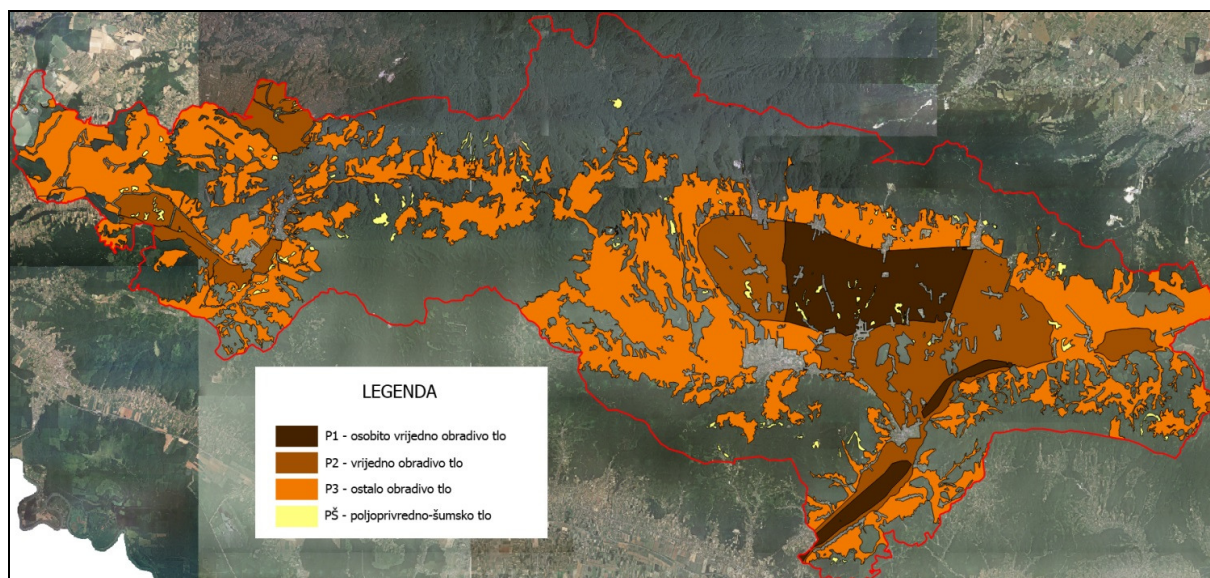 LEGENDA
P1 - osobito vrijedno obradivo tlo
P2 - vrijedno obradivo tlo
P3 - ostalo obradivo tlo
PŠ - poljoprivredno-šumsko tlo